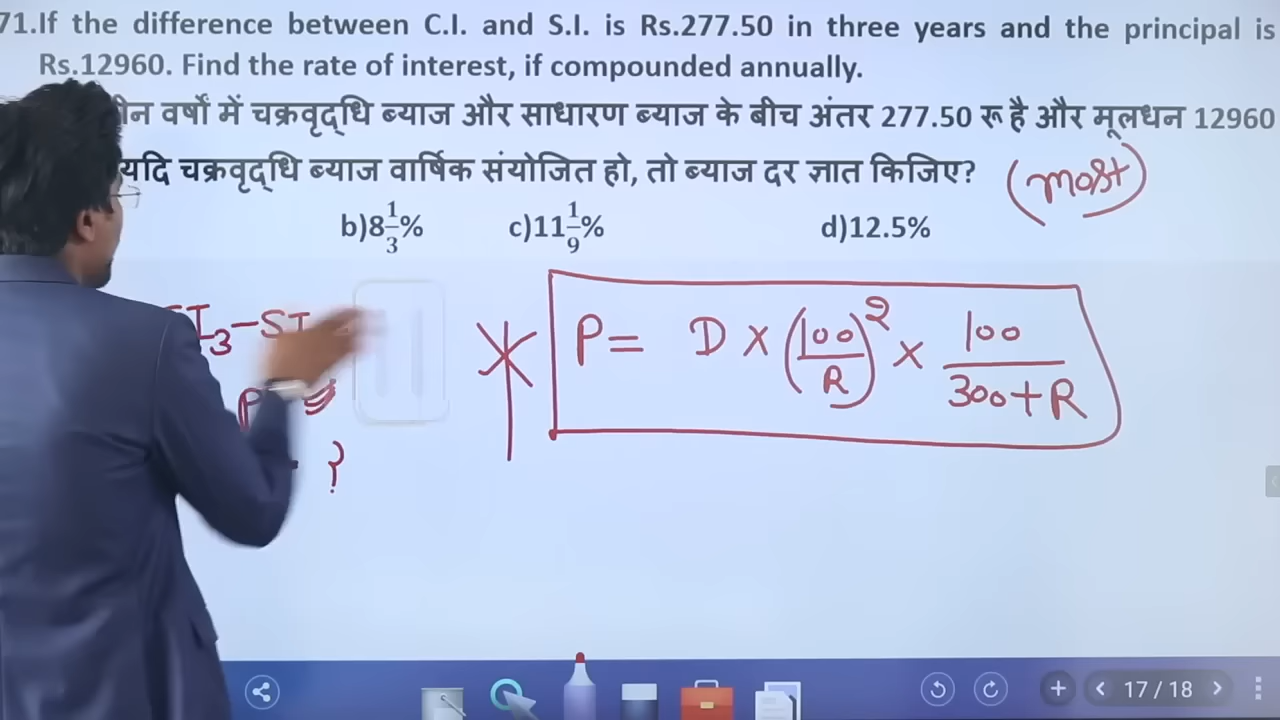 71.If the difference between C.I. and S.I. is Rs.277.50 in three years and the principal is
Rs.12960. Find the rate of interest, if compounded annually.
वर्षों में चक्रवृद्धि ब्याज और साधारण ब्याज के बीच अंतर 277.50 रू है और मूलधन 12960
यदि चक्रवृद्धि ब्याज वार्षिक संयोजित हो, तो ब्याज दर ज्ञात किजिए? (most)
b)8 1/3% c)11 1/9% d)12.5%
P = D × (100/R)² × 100/(300+R)
?
17 / 18